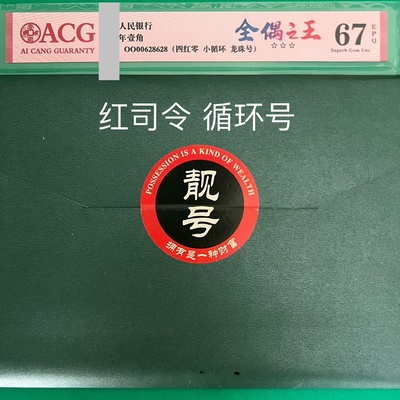 ACG
AI CANG GUARANTY
人民银行
年壹角
OO00628628（四红零 小循环 龙珠号）
全偶之王
☆☆☆
67
EPQ
Superb Gem Unc
红司令 循环号
POSSESSION IS A KIND OF WEALTH
靓号
拥有是一种财富